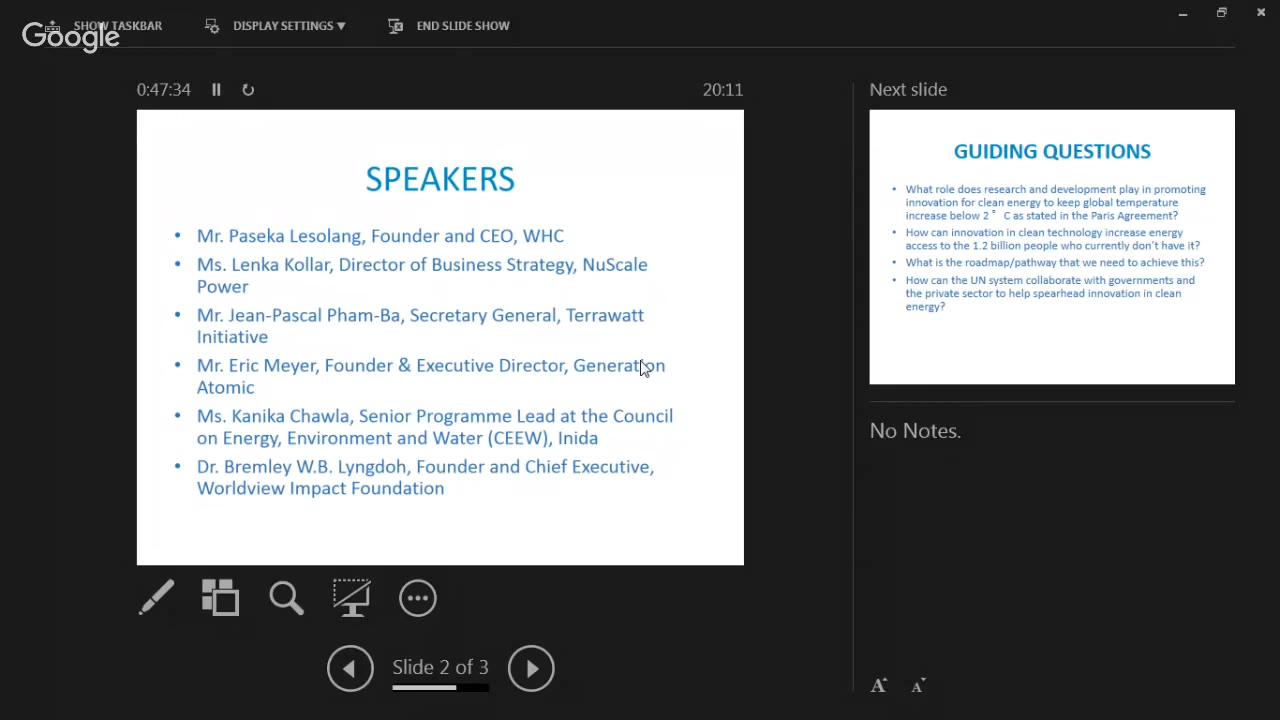 SHOW TASKBAR
DISPLAY SETTINGS ▼
END SLIDE SHOW
Google
0:47:34
20:11
SPEAKERS
• Mr. Paseka Lesolang, Founder and CEO, WHC
• Ms. Lenka Kollar, Director of Business Strategy, NuScale
Power
• Mr. Jean-Pascal Pham-Ba, Secretary General, Terrawatt
Initiative
• Mr. Eric Meyer, Founder & Executive Director, Generation
Atomic
• Ms. Kanika Chawla, Senior Programme Lead at the Council
on Energy, Environment and Water (CEEW), Inida
• Dr. Bremley W.B. Lyngdoh, Founder and Chief Executive,
Worldview Impact Foundation
Slide 2 of 3
Next slide
GUIDING QUESTIONS
• What role does research and development play in promoting
innovation for clean energy to keep global temperature
increase below 2 ° C as stated in the Paris Agreement?
• How can innovation in clean technology increase energy
access to the 1.2 billion people who currently don't have it?
• What is the roadmap/pathway that we need to achieve this?
• How can the UN system collaborate with governments and
the private sector to help spearhead innovation in clean
energy?
No Notes.
A A